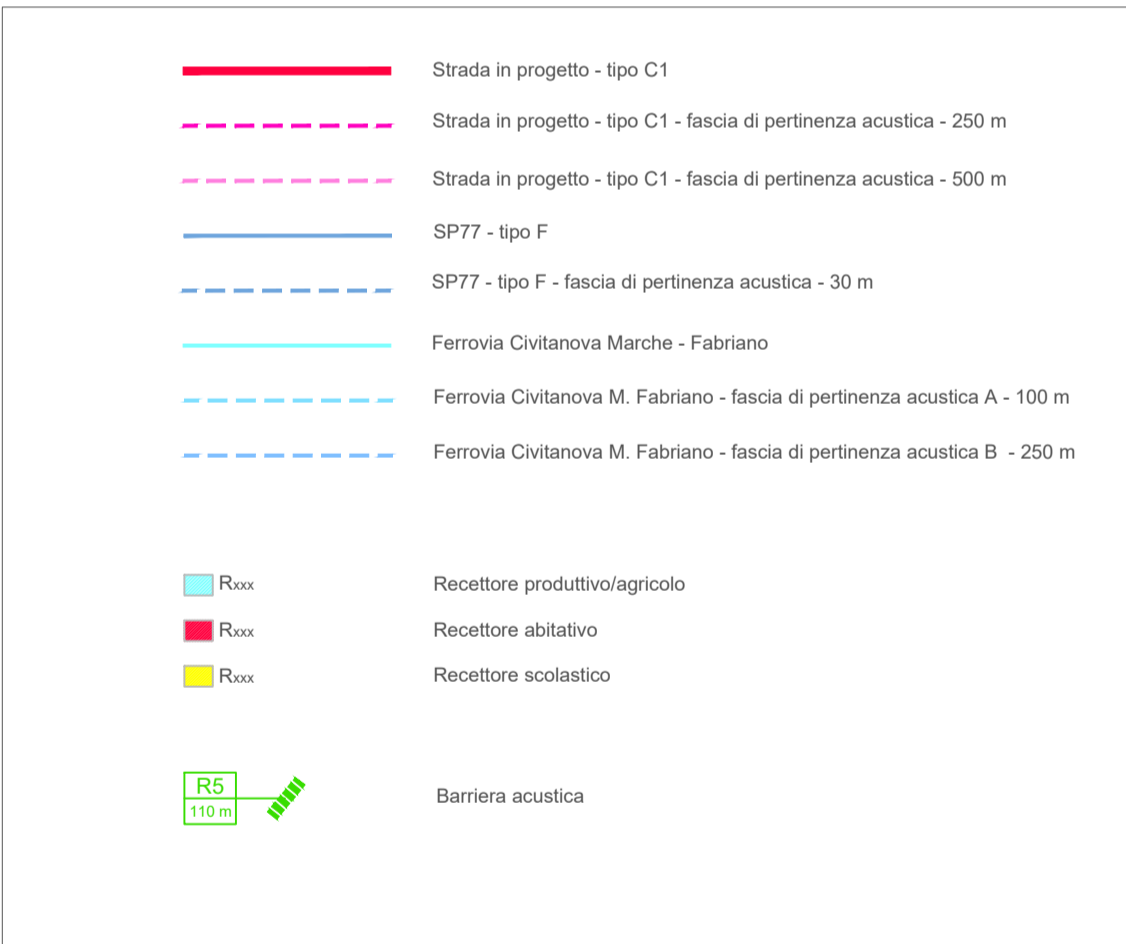 Strada in progetto - tipo C1
Strada in progetto - tipo C1 - fascia di pertinenza acustica - 250 m
Strada in progetto - tipo C1 - fascia di pertinenza acustica - 500 m
SP77 - tipo F
SP77 - tipo F - fascia di pertinenza acustica - 30 m
Ferrovia Civitanova Marche - Fabriano
Ferrovia Civitanova M. Fabriano - fascia di pertinenza acustica A - 100 m
Ferrovia Civitanova M. Fabriano - fascia di pertinenza acustica B - 250 m
Rxxx Recettore produttivo/agricolo
Rxxx Recettore abitativo
Rxxx Recettore scolastico
R5
110 m
Barriera acustica